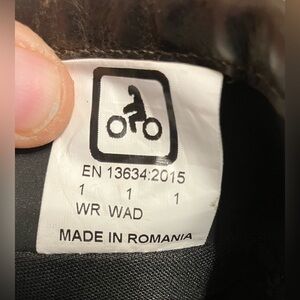 EN 13634:2015
1 1 1
WR WAD
MADE IN ROMANIA